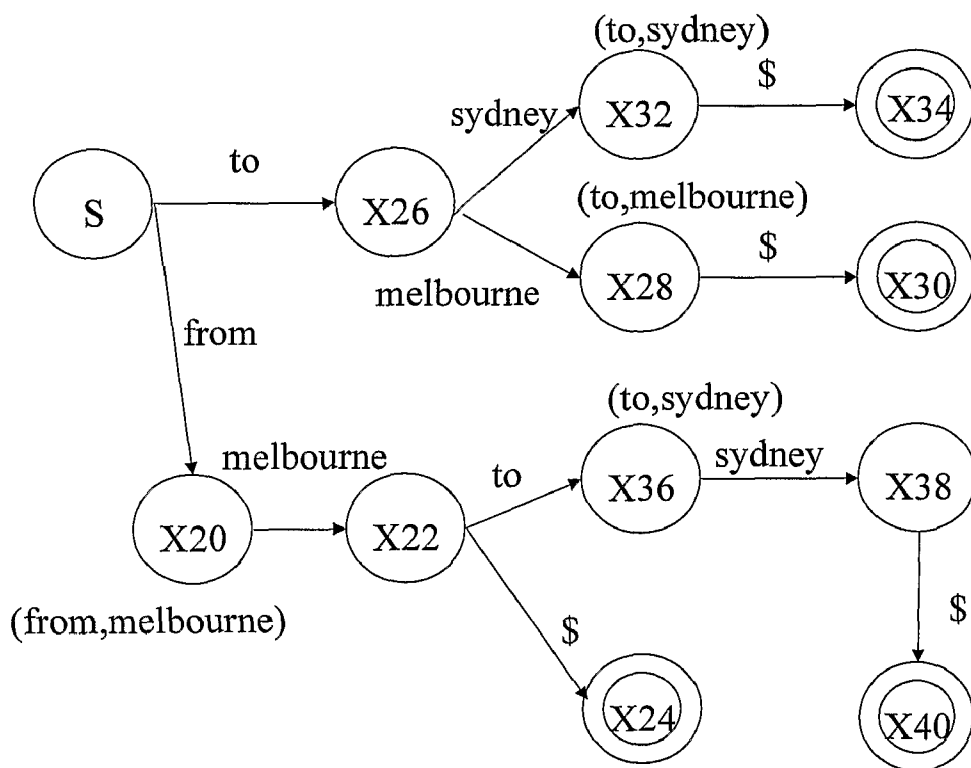 (to,sydney)
$
sydney
X32
X34
to
S
X26
(to,melbourne)
$
melbourne
X28
X30
from
(to,sydney)
melbourne
to
X36
sydney
X38
X20
X22
(from,melbourne)
$
$
X24
X40